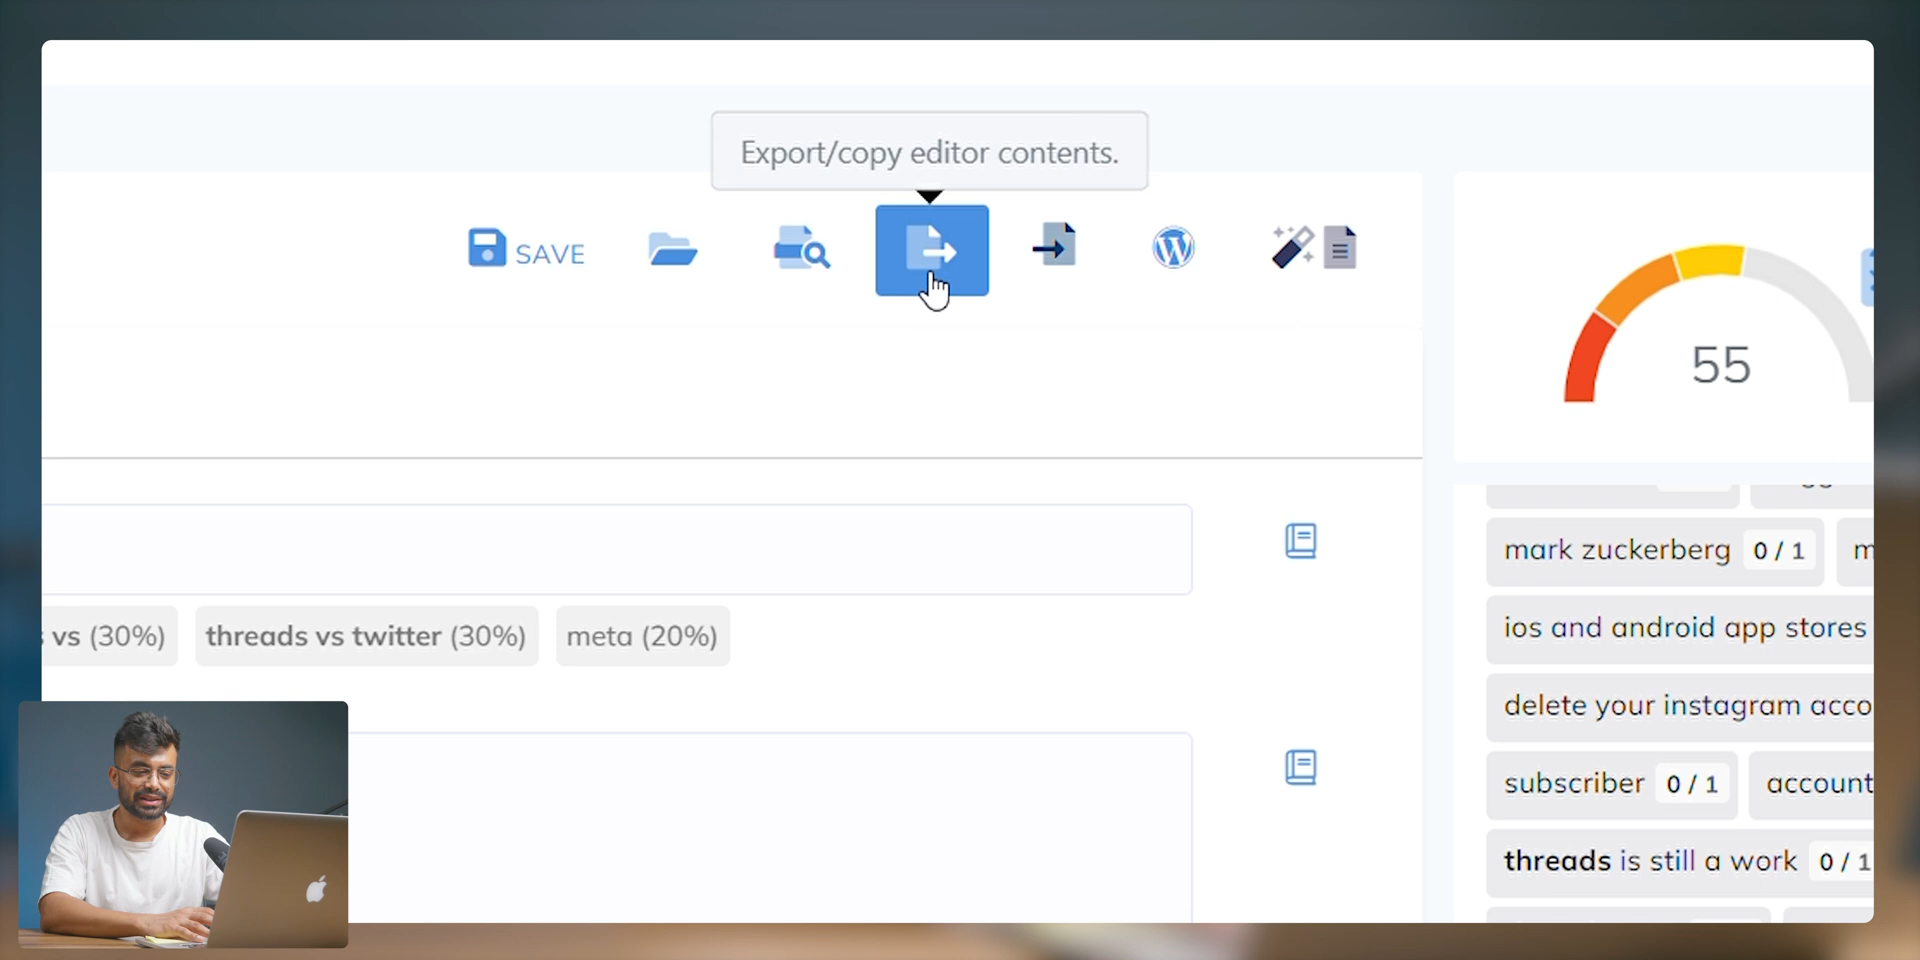 Export/copy editor contents.
SAVE
55
mark zuckerberg 0 / 1
ios and android app stores
vs (30%) threads vs twitter (30%) meta (20%)
delete your instagram acco
subscriber 0 / 1 account
threads is still a work 0 / 1